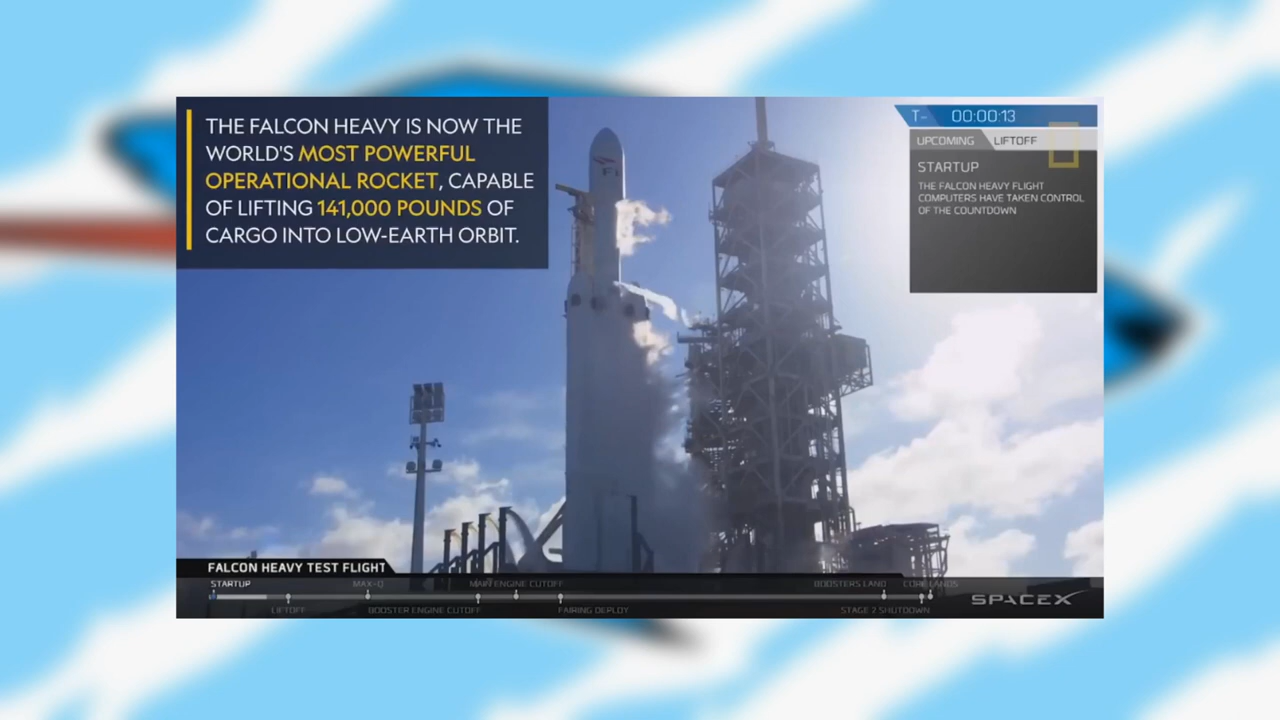 THE FALCON HEAVY IS NOW THE
WORLD'S MOST POWERFUL
OPERATIONAL ROCKET, CAPABLE
OF LIFTING 141,000 POUNDS OF
CARGO INTO LOW-EARTH ORBIT.
T- 00:00:13
UPCOMING LIFTOFF
STARTUP
THE FALCON HEAVY FLIGHT
COMPUTERS HAVE TAKEN CONTROL
OF THE COUNTDOWN
FALCON HEAVY TEST FLIGHT
STARTUP MAX-Q MAIN ENGINE CUTOFF BOOSTERS LAND CORE LANDS
LIFTOFF BOOSTER ENGINE CUTOFF FAIRING DEPLOY STAGE 2 SHUTDOWN
SPACEX